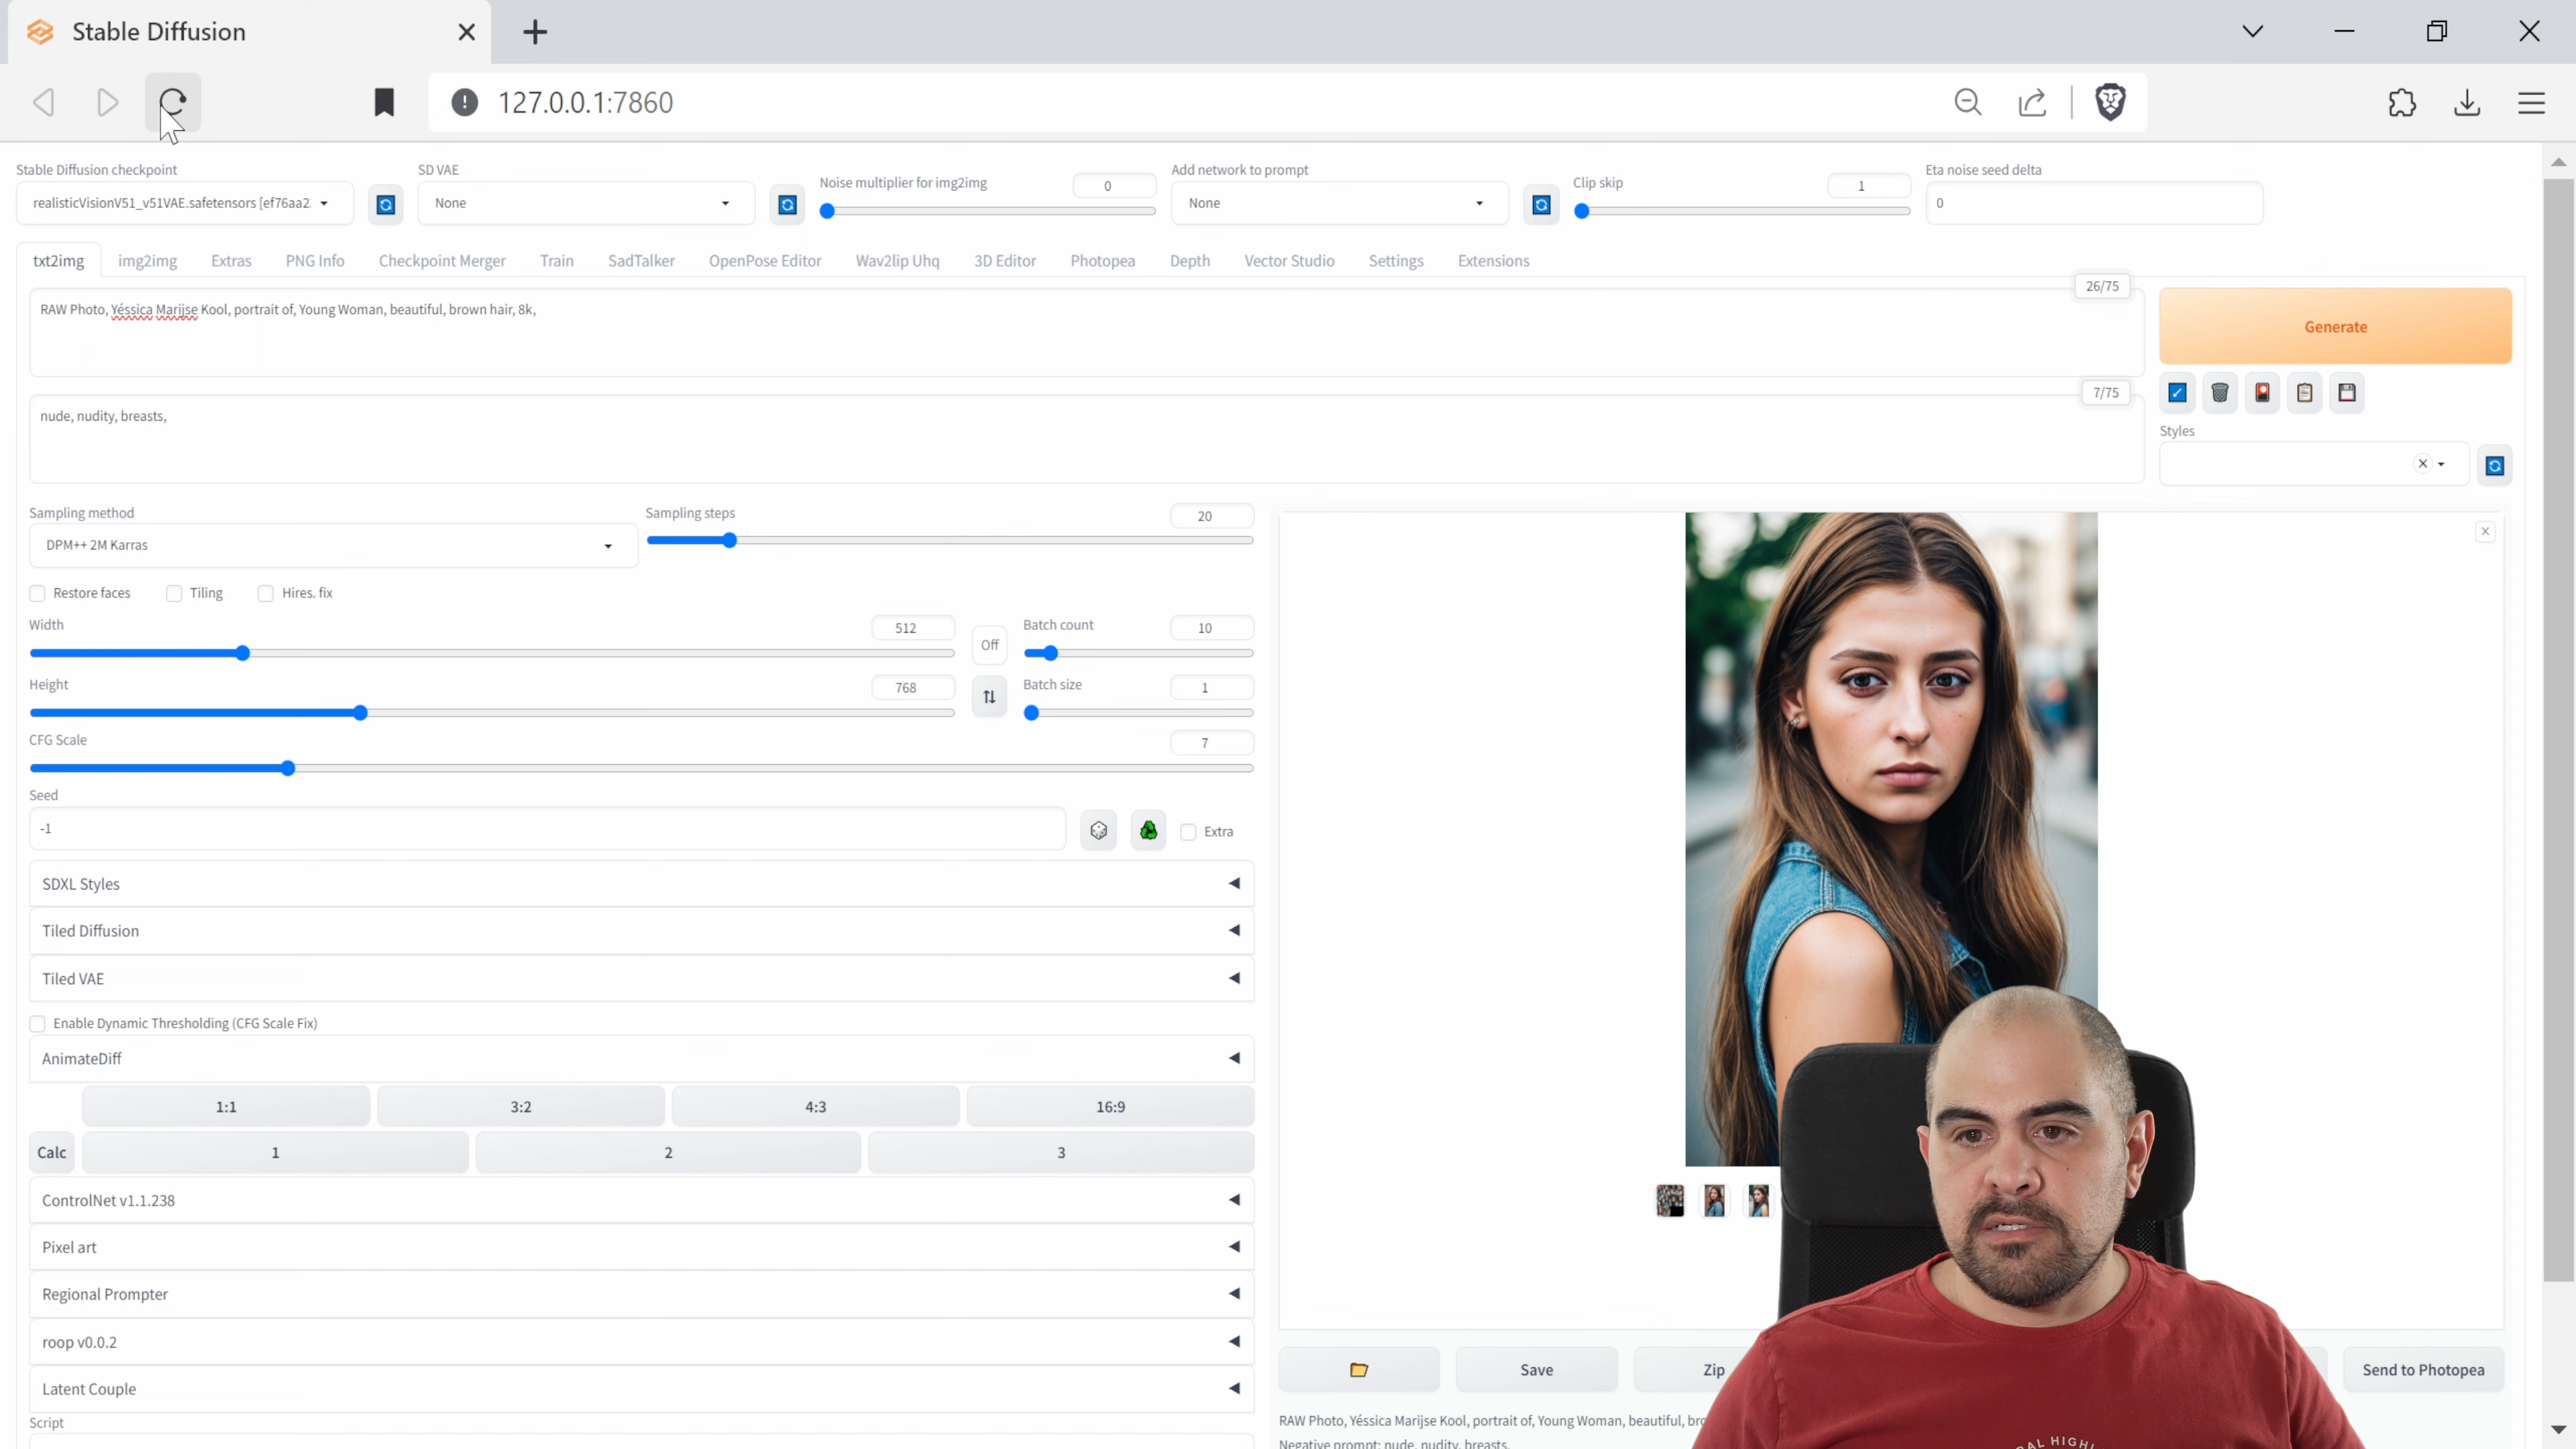 Stable Diffusion
127.0.0.1:7860
Stable Diffusion checkpoint
SD VAE
Noise multiplier for img2img
0
Add network to prompt
Clip skip
1
Eta noise seed delta
realisticVisionV51_v51VAE.safetensors [ef76aa2
None
None
0
txt2img
img2img
Extras
PNG Info
Checkpoint Merger
Train
SadTalker
OpenPose Editor
Wav2lip Uhq
3D Editor
Photopea
Depth
Vector Studio
Settings
Extensions
26/75
RAW Photo, Yéssica Marijse Kool, portrait of, Young Woman, beautiful, brown hair, 8k,
Generate
7/75
nude, nudity, breasts,
Styles
Sampling method
DPM++ 2M Karras
Sampling steps
20
Restore faces
Tiling
Hires. fix
Width
512
Off
Batch count
10
Height
768
Batch size
1
CFG Scale
7
Seed
-1
Extra
SDXL Styles
Tiled Diffusion
Tiled VAE
Enable Dynamic Thresholding (CFG Scale Fix)
AnimateDiff
1:1
3:2
4:3
16:9
Calc
1
2
3
ControlNet v1.1.238
Pixel art
Regional Prompter
roop v0.0.2
Latent Couple
Script
Save
Zip
Send to Photopea
RAW Photo, Yéssica Marijse Kool, portrait of, Young Woman, beautiful,
Negative prompt: nude, nudity, breasts,